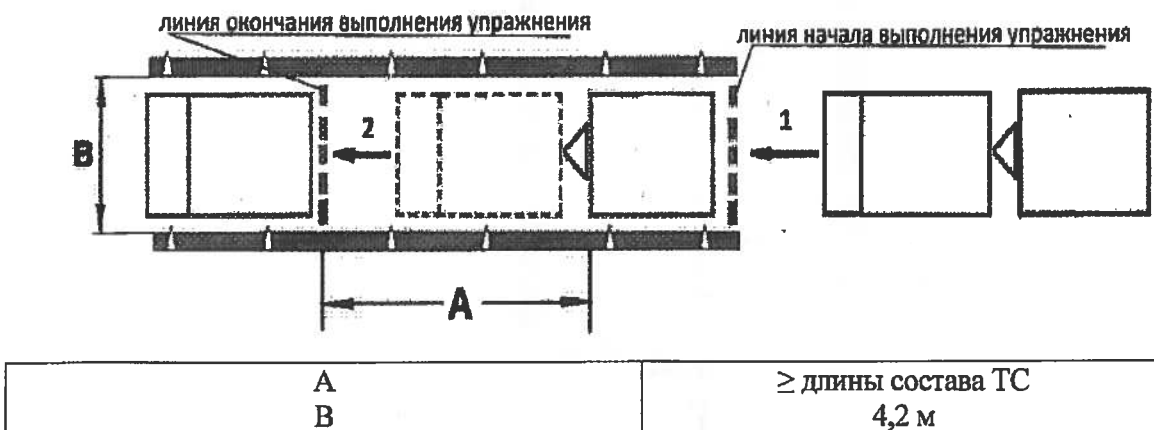 линия окончания выполнения упражнения
линия начала выполнения упражнения
2
1
В
А
А ≥ длины состава ТС
В 4,2 м